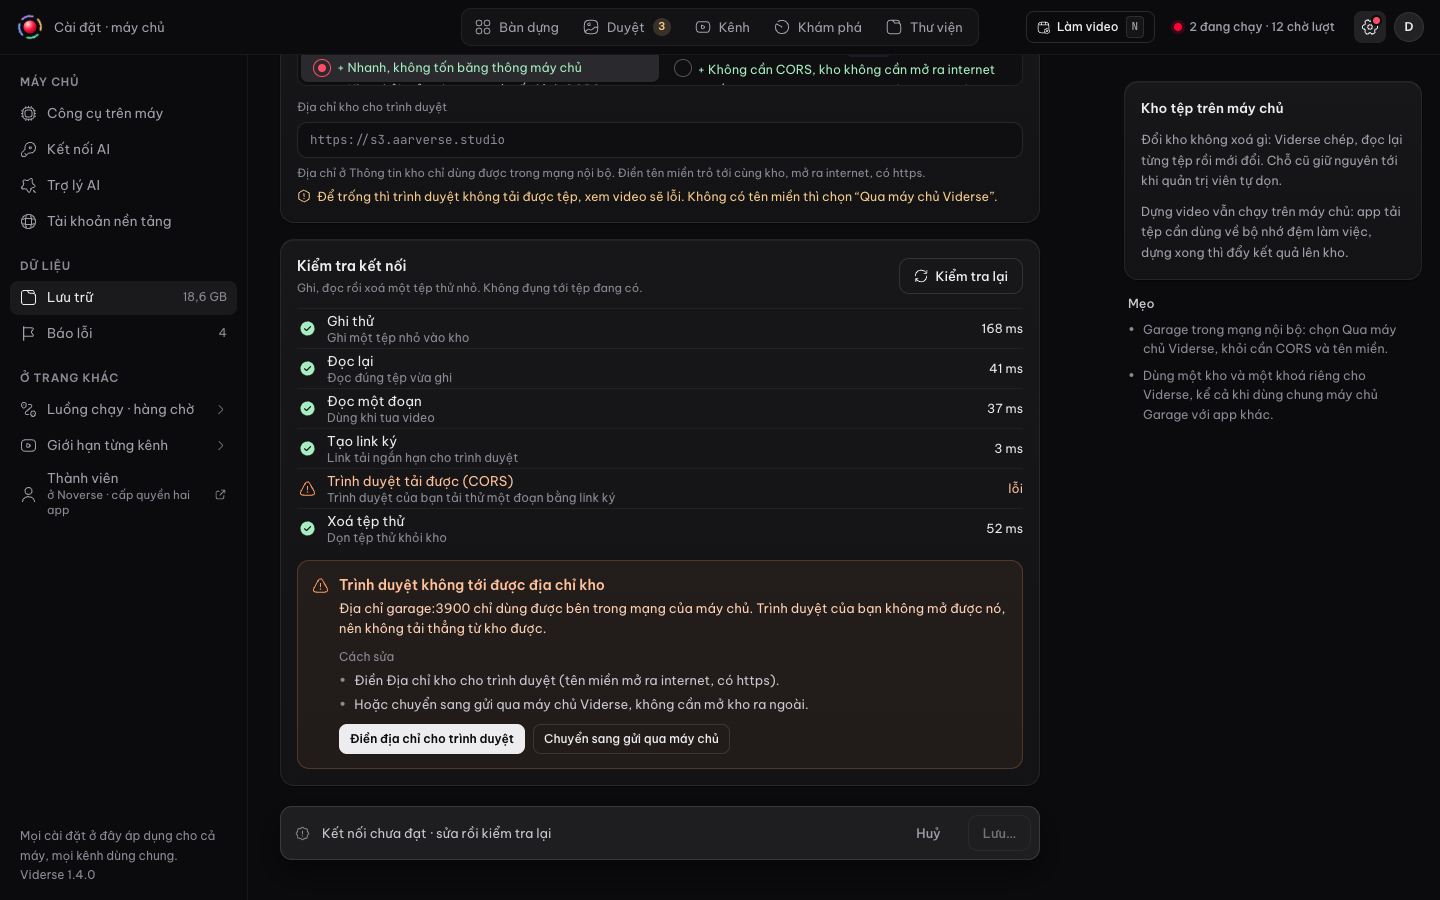 Cài đặt · máy chủ
Bàn dựng
Duyệt 3
Kênh
Khám phá
Thư viện
Làm video N
2 đang chạy · 12 chờ lượt
D
MÁY CHỦ
Công cụ trên máy
Kết nối AI
Trợ lý AI
Tài khoản nền tảng
DỮ LIỆU
Lưu trữ 18,6 GB
Báo lỗi 4
Ở TRANG KHÁC
Luồng chạy · hàng chờ
Giới hạn từng kênh
Thành viên
ở Noverse · cấp quyền hai
app
Mọi cài đặt ở đây áp dụng cho cả
máy, mọi kênh dùng chung.
Viderse 1.4.0
+ Nhanh, không tốn băng thông máy chủ
+ Không cần CORS, kho không cần mở ra internet
Địa chỉ kho cho trình duyệt
https://s3.aarverse.studio
Địa chỉ ở Thông tin kho chỉ dùng được trong mạng nội bộ. Điền tên miền trỏ tới cùng kho, mở ra internet, có https.
Để trống thì trình duyệt không tải được tệp, xem video sẽ lỗi. Không có tên miền thì chọn “Qua máy chủ Viderse”.
Kiểm tra kết nối
Ghi, đọc rồi xoá một tệp thử nhỏ. Không đụng tới tệp đang có.
Kiểm tra lại
Ghi thử
Ghi một tệp nhỏ vào kho
168 ms
Đọc lại
Đọc đúng tệp vừa ghi
41 ms
Đọc một đoạn
Dùng khi tua video
37 ms
Tạo link ký
Link tải ngắn hạn cho trình duyệt
3 ms
Trình duyệt tải được (CORS)
Trình duyệt của bạn tải thử một đoạn bằng link ký
lỗi
Xoá tệp thử
Dọn tệp thử khỏi kho
52 ms
Trình duyệt không tới được địa chỉ kho
Địa chỉ garage:3900 chỉ dùng được bên trong mạng của máy chủ. Trình duyệt của bạn không mở được nó,
nên không tải thẳng từ kho được.
Cách sửa
• Điền Địa chỉ kho cho trình duyệt (tên miền mở ra internet, có https).
• Hoặc chuyển sang gửi qua máy chủ Viderse, không cần mở kho ra ngoài.
Điền địa chỉ cho trình duyệt
Chuyển sang gửi qua máy chủ
Kết nối chưa đạt · sửa rồi kiểm tra lại
Huỷ
Lưu...
Kho tệp trên máy chủ
Đổi kho không xoá gì: Viderse chép, đọc lại
từng tệp rồi mới đổi. Chỗ cũ giữ nguyên tới
khi quản trị viên tự dọn.
Dựng video vẫn chạy trên máy chủ: app tải
tệp cần dùng về bộ nhớ đệm làm việc,
dựng xong thì đẩy kết quả lên kho.
Mẹo
• Garage trong mạng nội bộ: chọn Qua máy
chủ Viderse, khỏi cần CORS và tên miền.
• Dùng một kho và một khoá riêng cho
Viderse, kể cả khi dùng chung máy chủ
Garage với app khác.